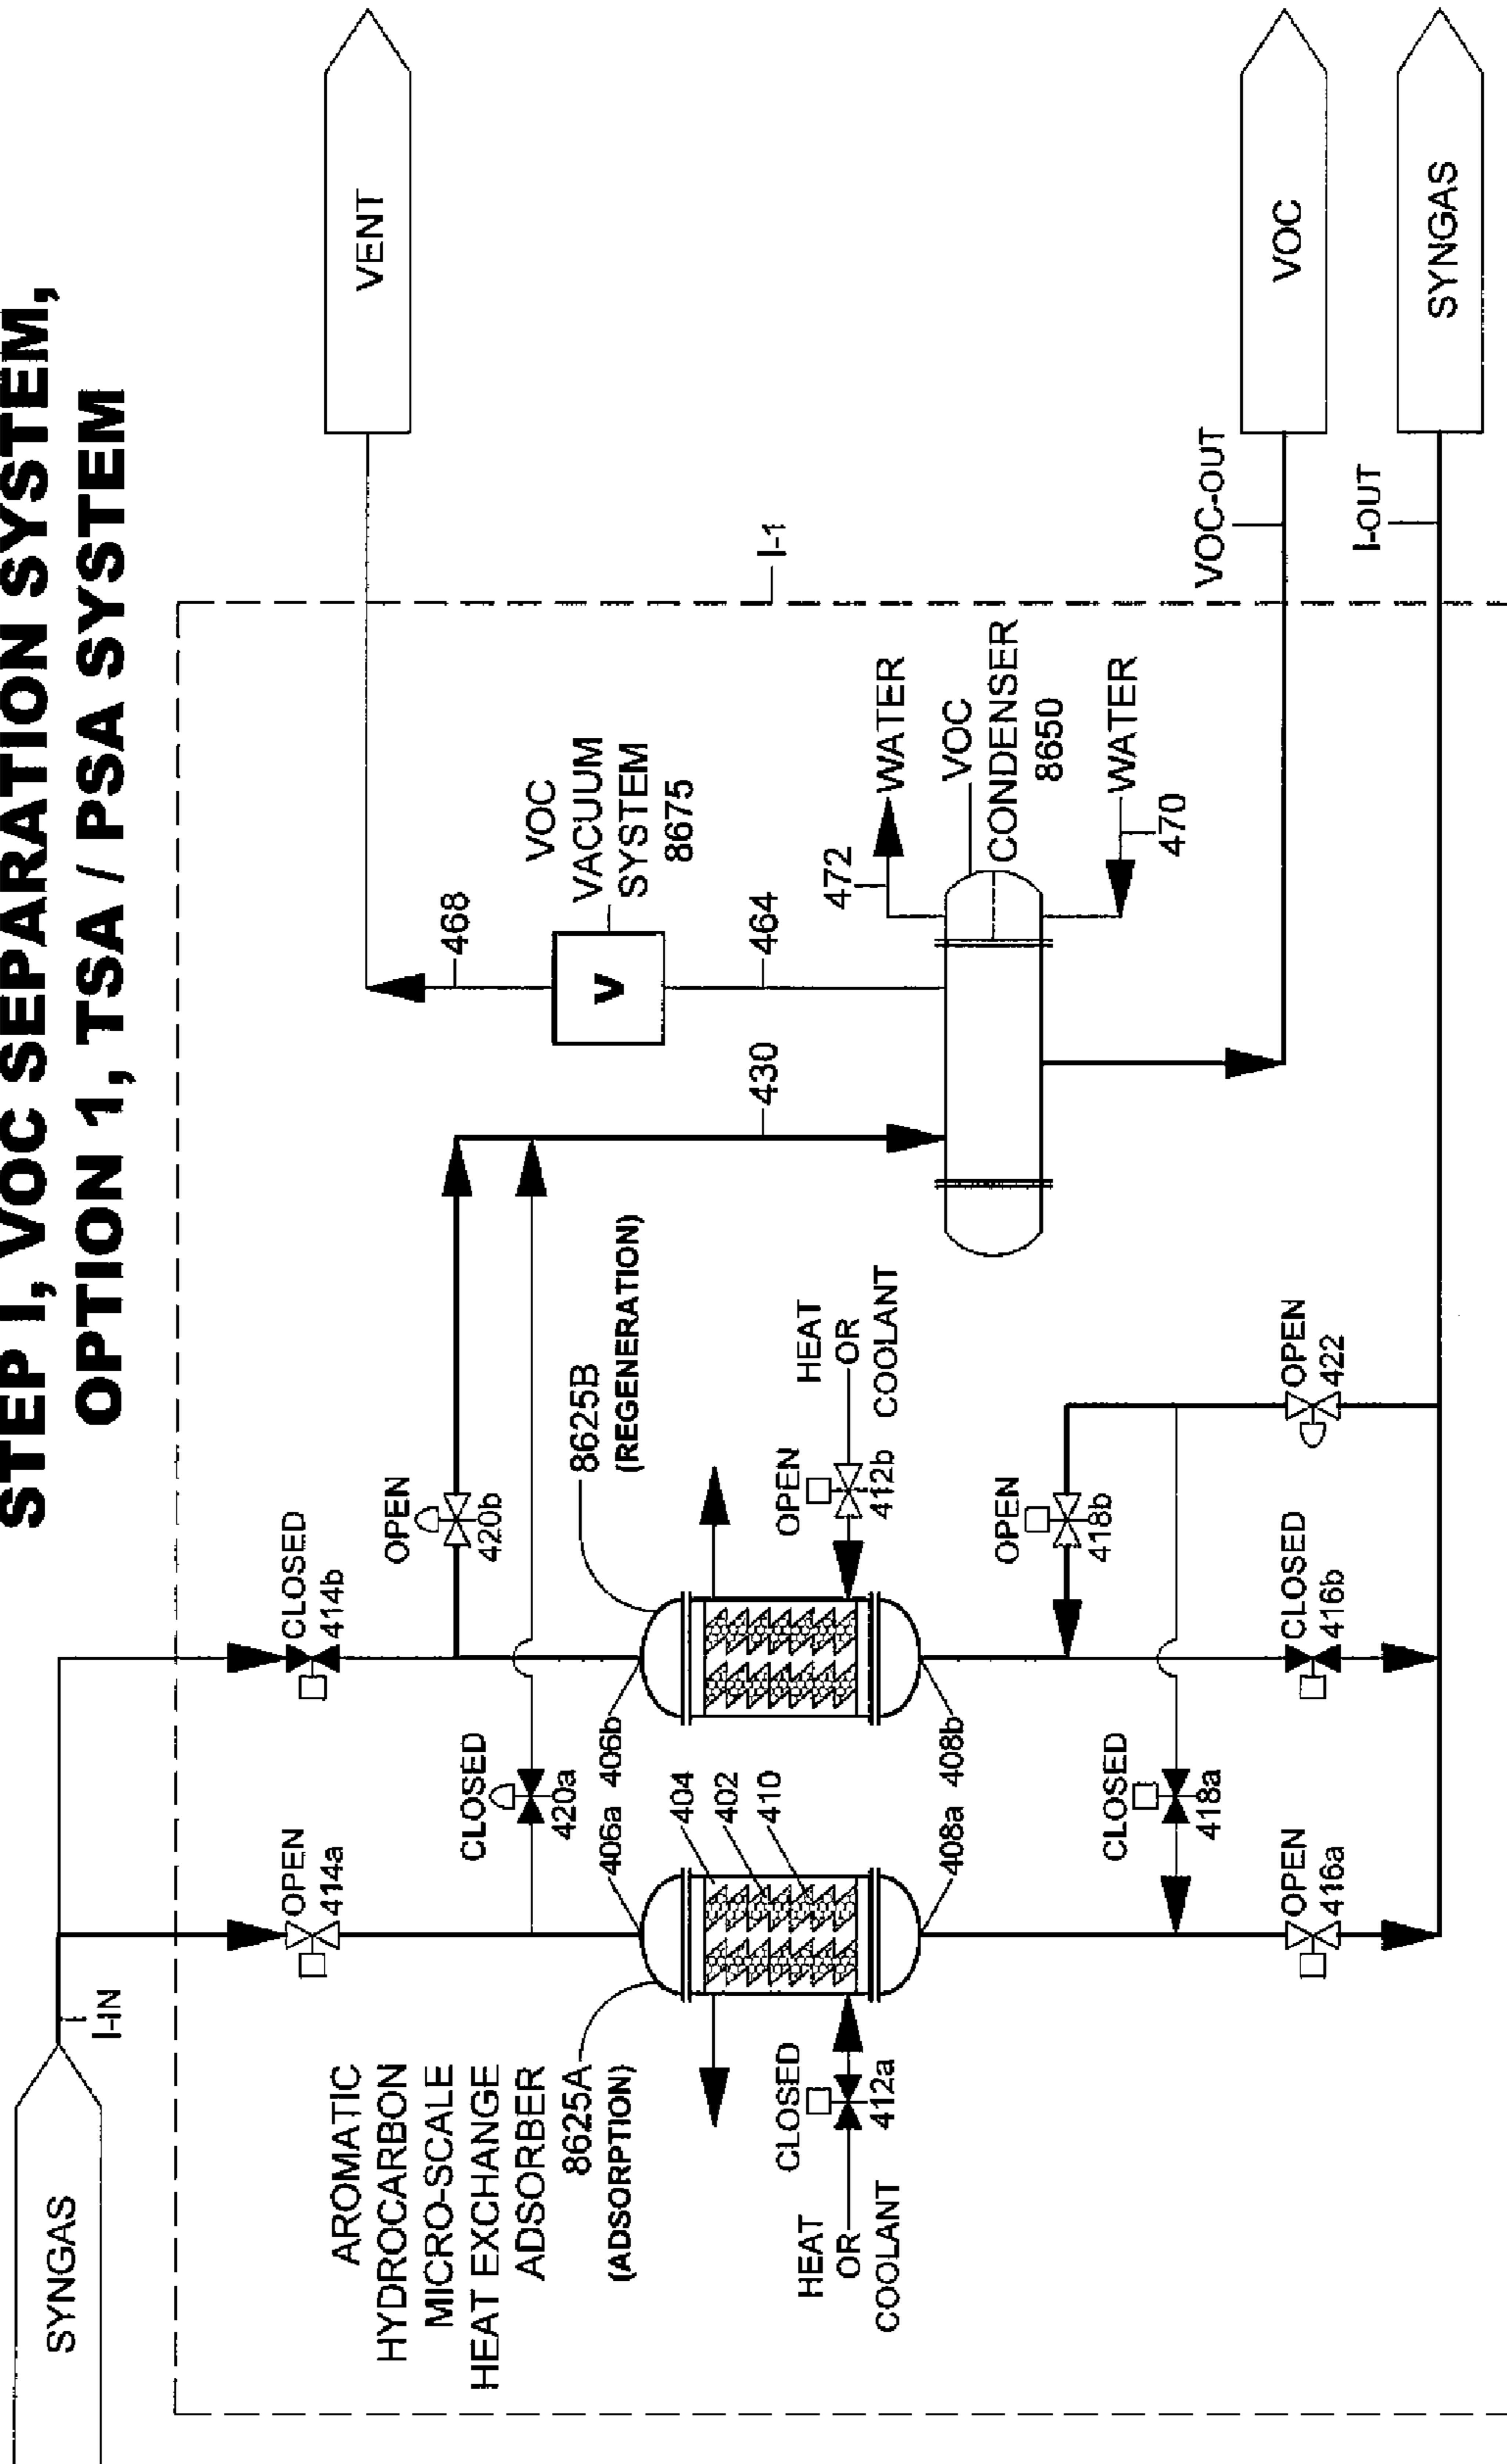 STEP I, VOC SEPARATION SYSTEM,
OPTION 1, TSA / PSA SYSTEM
SYNGAS
I-IN
VENT
OPEN
414a
CLOSED
414b
OPEN
420b
CLOSED
420a
468
VOC
VACUUM
SYSTEM
8675
V
464
430
I-1
AROMATIC
HYDROCARBON
MICRO-SCALE
HEAT EXCHANGE
ADSORBER
8625A
(ADSORPTION)
406a
406b
404
402
410
408a
408b
8625B
(REGENERATION)
CLOSED
412a
HEAT
OR
COOLANT
OPEN
412b
HEAT
OR
COOLANT
472
WATER
VOC
CONDENSER
8650
WATER
470
OPEN
418b
CLOSED
418a
OPEN
416a
CLOSED
416b
OPEN
422
VOC-OUT
VOC
I-OUT
SYNGAS